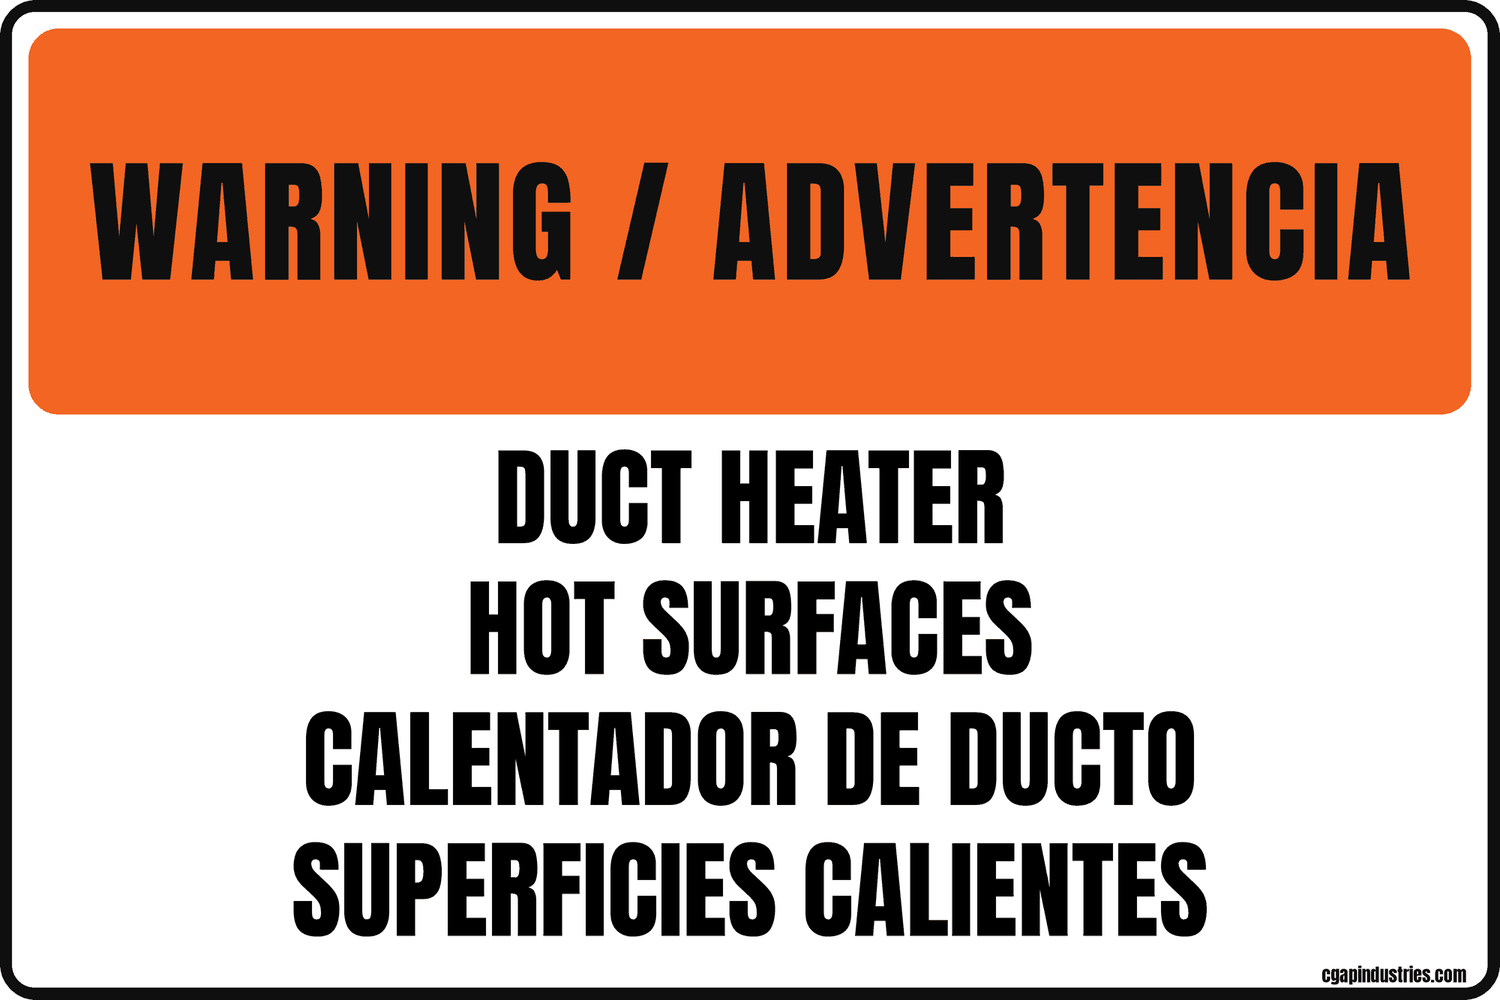 WARNING / ADVERTENCIA
DUCT HEATER
HOT SURFACES
CALENTADOR DE DUCTO
SUPERFICIES CALIENTES
cgapindustries.com